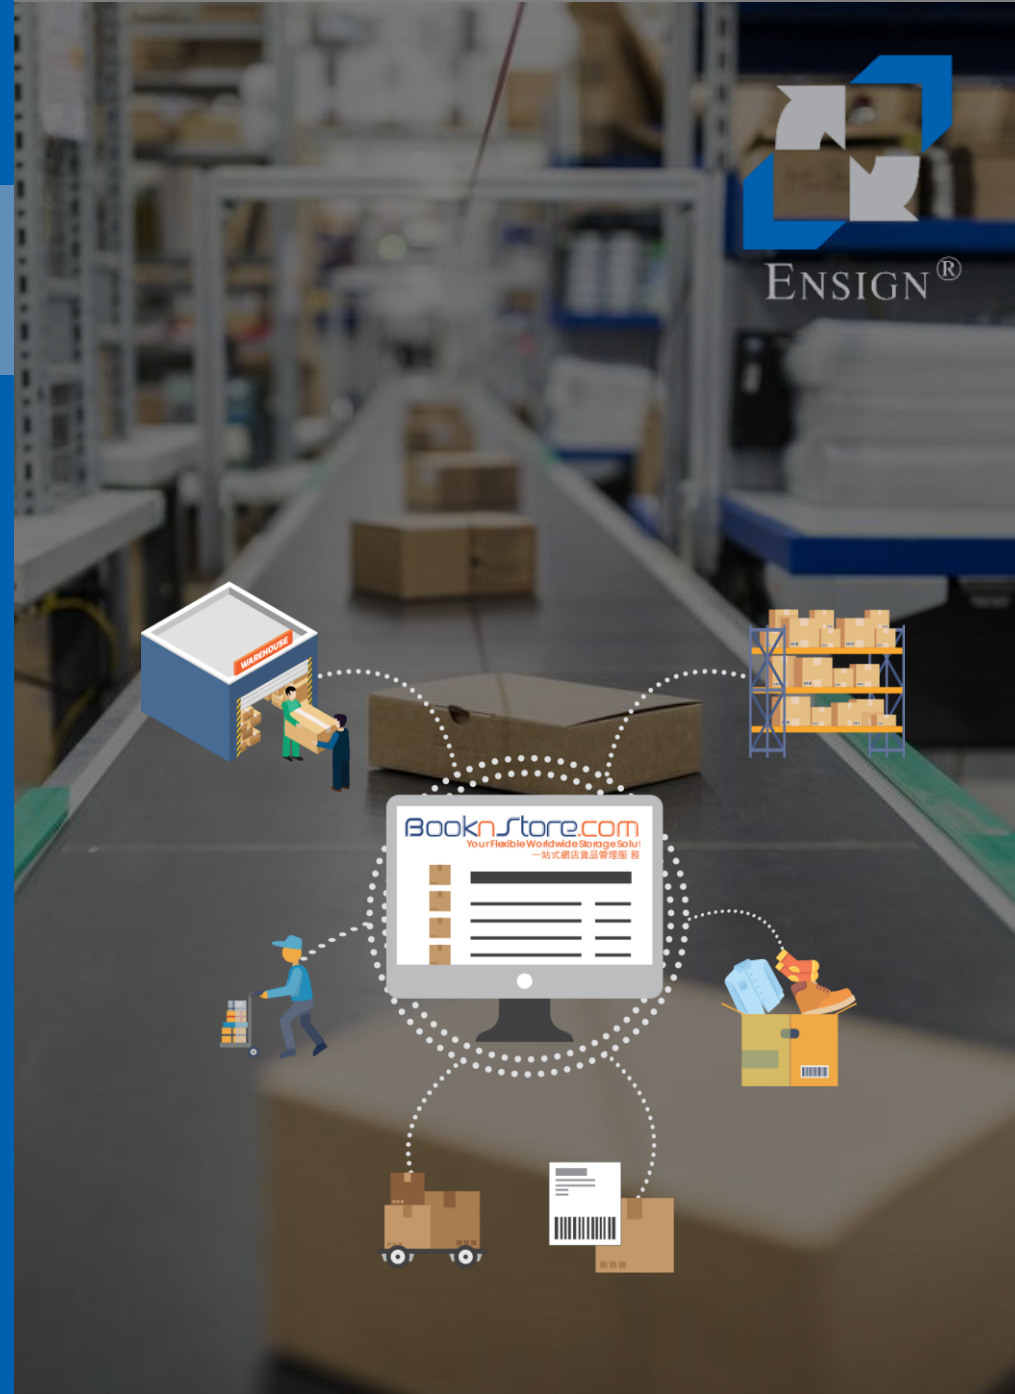 ENSIGN®
WAREHOUSE
BooknStore.com
Your Flexible Worldwide Storage Solu
一站式網店貨品管理服 務